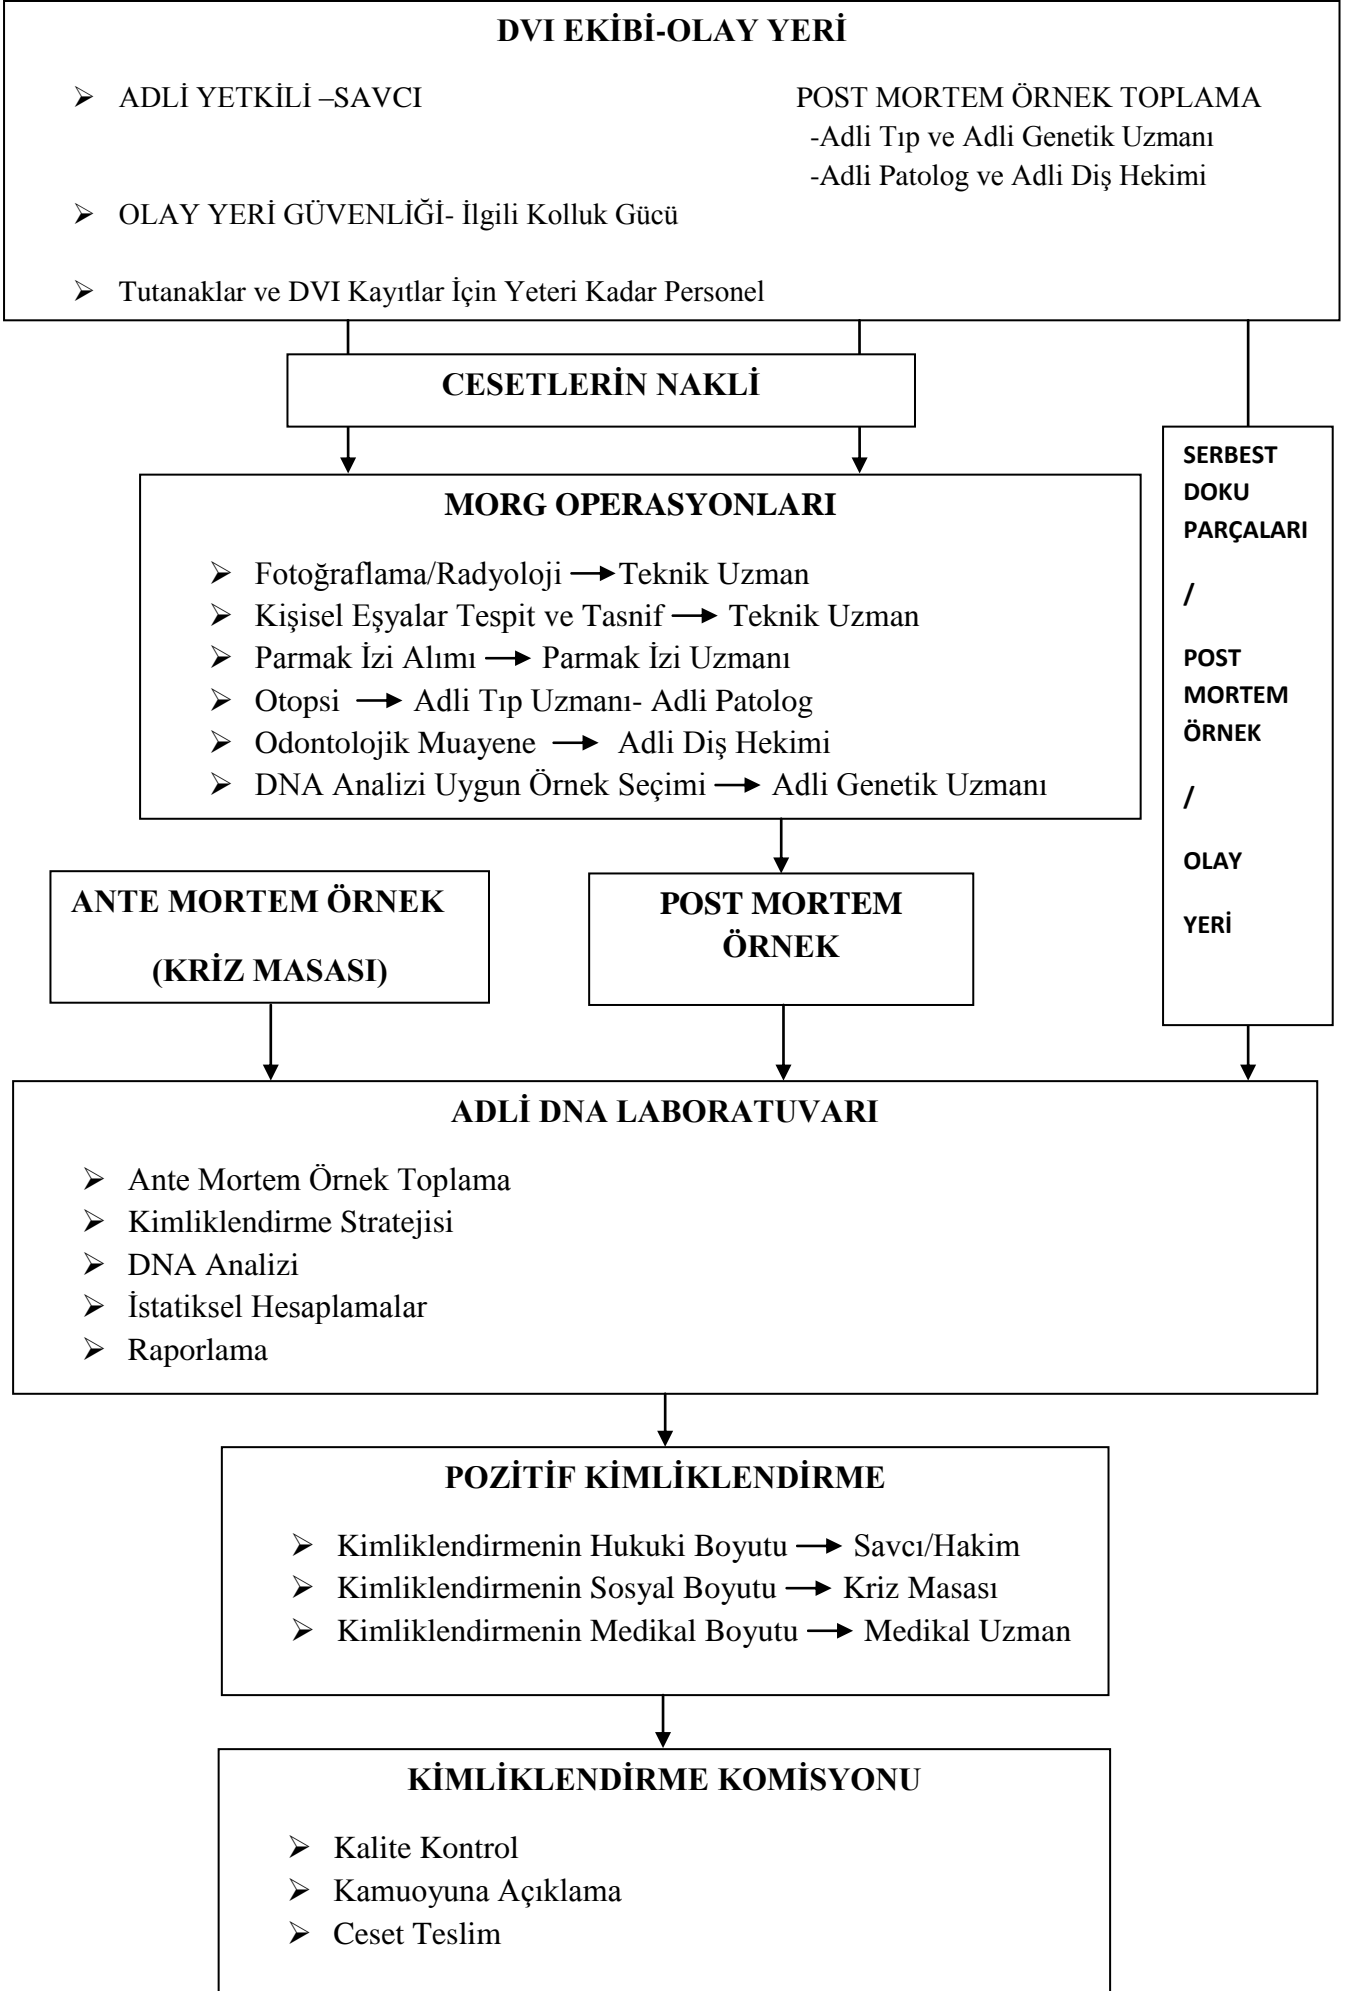 DVI EKİBİ-OLAY YERİ
➢ ADLİ YETKİLİ –SAVCI
POST MORTEM ÖRNEK TOPLAMA
-Adli Tıp ve Adli Genetik Uzmanı
-Adli Patolog ve Adli Diş Hekimi
➢ OLAY YERİ GÜVENLİĞİ- İlgili Kolluk Gücü
➢ Tutanaklar ve DVI Kayıtlar İçin Yeteri Kadar Personel
CESETLERİN NAKLİ
MORG OPERASYONLARI
➢ Fotoğraflama/Radyoloji → Teknik Uzman
➢ Kişisel Eşyalar Tespit ve Tasnif → Teknik Uzman
➢ Parmak İzi Alımı → Parmak İzi Uzmanı
➢ Otopsi → Adli Tıp Uzmanı- Adli Patolog
➢ Odontolojik Muayene → Adli Diş Hekimi
➢ DNA Analizi Uygun Örnek Seçimi → Adli Genetik Uzmanı
SERBEST
DOKU
PARÇALARI
/
POST
MORTEM
ÖRNEK
/
OLAY
YERİ
ANTE MORTEM ÖRNEK
(KRİZ MASASI)
POST MORTEM
ÖRNEK
ADLİ DNA LABORATUVARI
➢ Ante Mortem Örnek Toplama
➢ Kimliklendirme Stratejisi
➢ DNA Analizi
➢ İstatiksel Hesaplamalar
➢ Raporlama
POZİTİF KİMLİKLENDİRME
➢ Kimliklendirmenin Hukuki Boyutu → Savcı/Hakim
➢ Kimliklendirmenin Sosyal Boyutu → Kriz Masası
➢ Kimliklendirmenin Medikal Boyutu → Medikal Uzman
KİMLİKLENDİRME KOMİSYONU
➢ Kalite Kontrol
➢ Kamuoyuna Açıklama
➢ Ceset Teslim